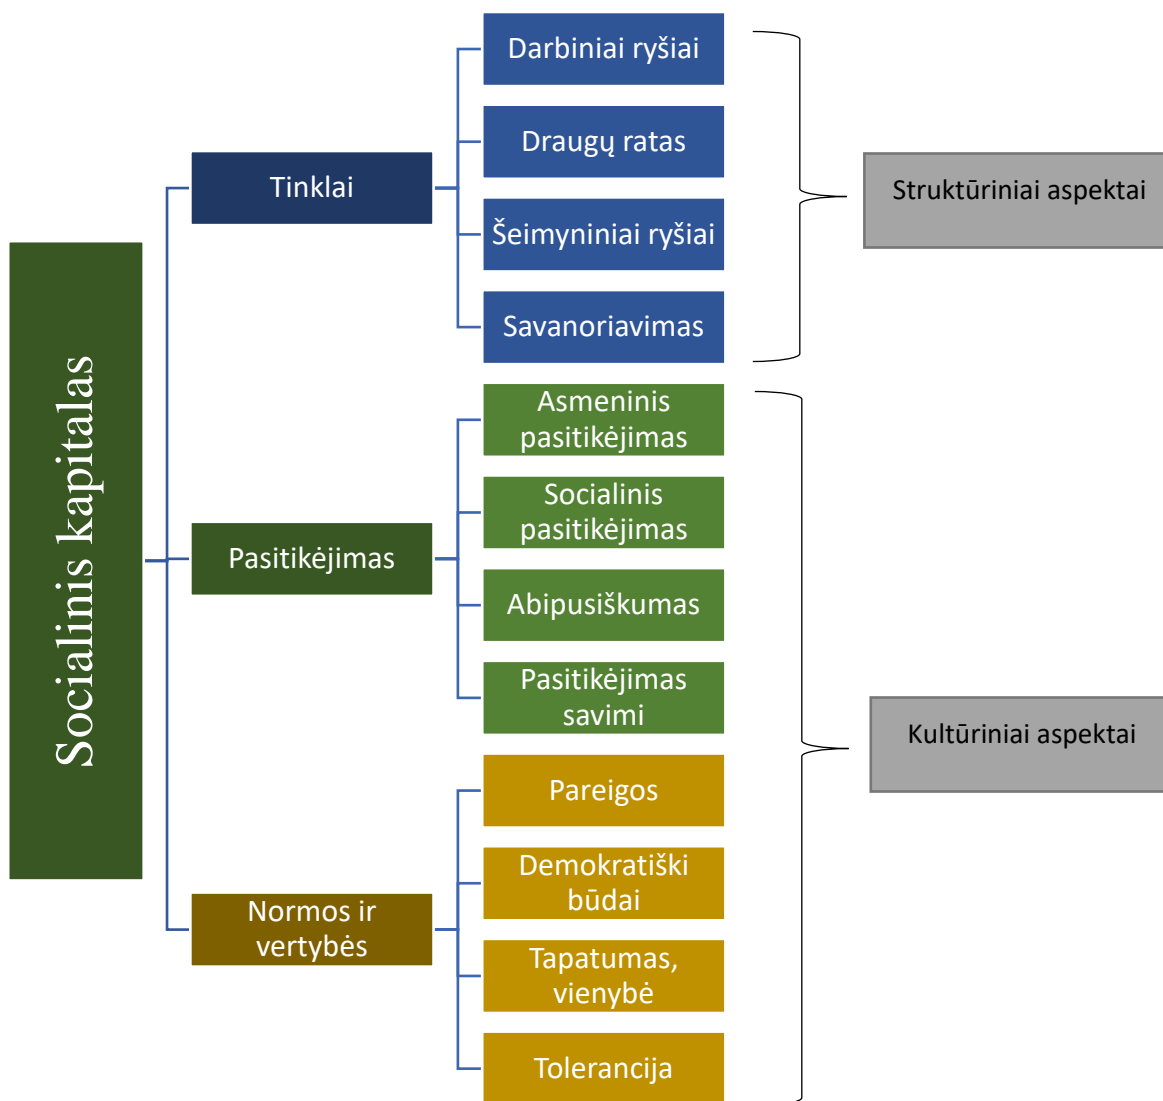 Socialinis kapitalas
Tinklai
Darbiniai ryšiai
Draugų ratas
Šeimyniniai ryšiai
Savanoriavimas
Struktūriniai aspektai
Pasitikėjimas
Asmeninis
pasitikėjimas
Socialinis
pasitikėjimas
Abipusiškumas
Pasitikėjimas
savimi
Normos ir
vertybės
Pareigos
Demokratiški
būdai
Tapatumas,
vienybė
Tolerancija
Kultūriniai aspektai